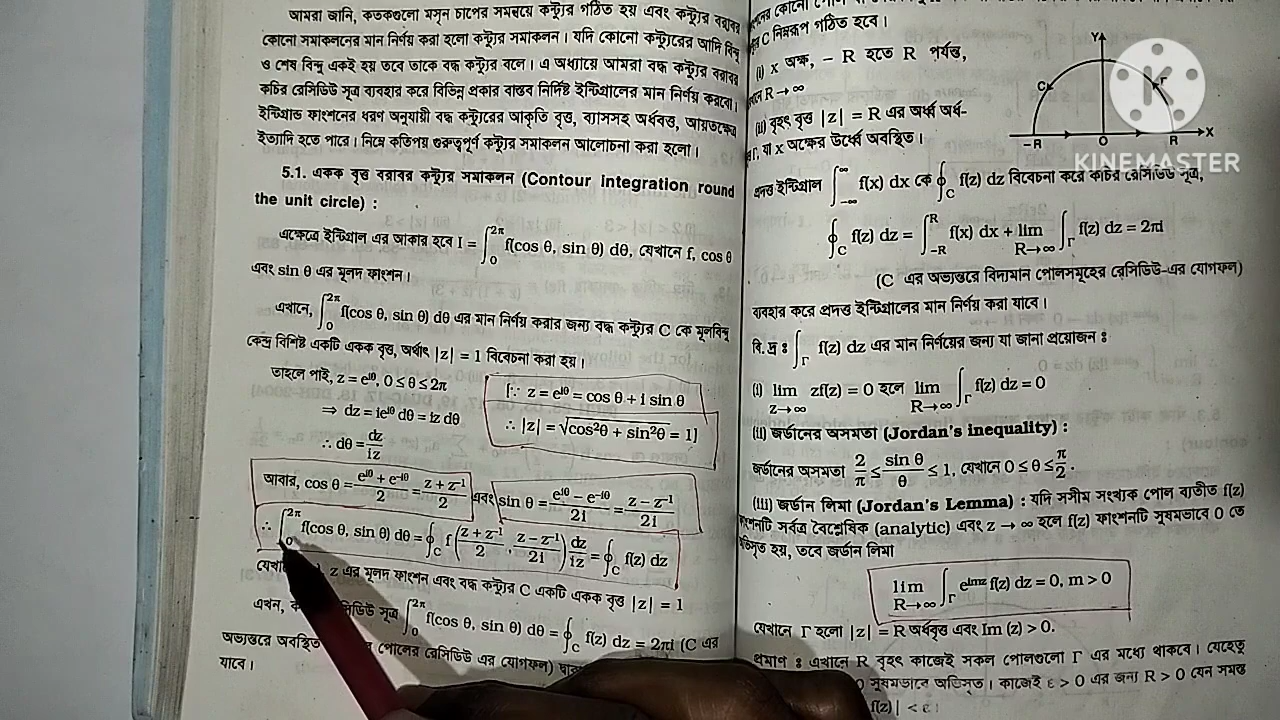 আমরা জানি, কতকগুলো মসৃন চাপের সমন্বয়ে কন্ট্যুর গঠিত হয় এবং কন্ট্যুর বরাবর
কোনো সমাকলনের মান নির্ণয় করা হলো কন্ট্যুর সমাকলন। যদি কোনো কন্ট্যুরের আদি বিন্দু
ও শেষ বিন্দু একই হয় তবে তাকে বদ্ধ কন্ট্যুর বলে। এ অধ্যায়ে আমরা বদ্ধ কন্ট্যুর বরাবর
কচির রেসিডিউ সূত্র ব্যবহার করে বিভিন্ন প্রকার বাস্তব নির্দিষ্ট ইন্টিগ্রালের মান নির্ণয় করবো।
ইন্টিগ্রান্ড ফাংশনের ধরণ অনুযায়ী বদ্ধ কন্ট্যুরের আকৃতি বৃত্ত, ব্যাসসহ অর্ধবৃত্ত, আয়তক্ষেত্র
ইত্যাদি হতে পারে। নিম্নে কতিপয় গুরুত্বপূর্ণ কন্ট্যুর সমাকলন আলোচনা করা হলো।
5.1. একক বৃত্ত বরাবর কন্ট্যুর সমাকলন (Contour Integration round
the unit circle) :
এক্ষেত্রে ইন্টিগ্রাল এর আকার হবে I = ∫₀^2π f(cos θ, sin θ) dθ, যেখানে f, cos θ
এবং sin θ এর মূলদ ফাংশন।
এখানে, ∫₀^2π f(cos θ, sin θ) dθ এর মান নির্ণয় করার জন্য বদ্ধ কন্ট্যুর C কে মূলবিন্দু
কেন্দ্র বিশিষ্ট একটি একক বৃত্ত, অর্থাৎ |z| = 1 বিবেচনা করা হয়।
তাহলে পাই, z = e^iθ, 0 ≤ θ ≤ 2π
[∵ z = e^iθ = cos θ + i sin θ
⇒ dz = ie^iθ dθ = iz dθ
∴ |z| = √(cos²θ + sin²θ) = 1]
∴ dθ = dz/iz
আবার, cos θ = (e^iθ + e^-iθ)/2 = (z + z⁻¹)/2 এবং sin θ = (e^iθ – e^-iθ)/2i = (z – z⁻¹)/2i
∴ ∫₀^2π f(cos θ, sin θ) dθ = ∮_C f((z + z⁻¹)/2, (z – z⁻¹)/2i) dz/iz = ∮_C f(z) dz
z এর মূলদ ফাংশন এবং বদ্ধ কন্ট্যুর C একটি একক বৃত্ত |z| = 1
এখন, সূত্র ∫₀^2π f(cos θ, sin θ) dθ = ∮_C f(z) dz = 2πi (C এর
অভ্যন্তরে অবস্থিত পোলের রেসিডিউ এর যোগফল)
যাবে।
C নিম্নরূপ গঠিত হবে।
(i) x অক্ষ, – R হতে R পর্যন্ত,
R → ∞
(ii) বৃহৎ বৃত্ত |z| = R এর অর্ধ্ব অর্ধ-
Γ, যা x অক্ষের উর্ধ্বে অবস্থিত।
Y
C
Γ
–R
O
R
X
KINEMASTER
প্রদত্ত ইন্টিগ্রাল ∫_–∞^∞ f(x) dx কে ∮_C f(z) dz বিবেচনা করে কচির রেসিডিউ সূত্র,
∮_C f(z) dz = ∫_–R^R f(x) dx + lim_R→∞ ∫_Γ f(z) dz = 2πi
(C এর অভ্যন্তরে বিদ্যমান পোলসমূহের রেসিডিউ-এর যোগফল)
ব্যবহার করে প্রদত্ত ইন্টিগ্রালের মান নির্ণয় করা যাবে।
বি.দ্র: ∫_Γ f(z) dz এর মান নির্ণয়ের জন্য যা জানা প্রয়োজন :
(i) lim_z→∞ zf(z) = 0 হলে lim_R→∞ ∫_Γ f(z) dz = 0
(ii) জর্ডানের অসমতা (Jordan's inequality) :
জর্ডানের অসমতা 2/π ≤ sin θ/θ ≤ 1, যেখানে 0 ≤ θ ≤ π/2.
(iii) জর্ডান লিমা (Jordan's Lemma) : যদি সসীম সংখ্যক পোল ব্যতীত f(z)
ফাংশনটি সর্বত্র বৈশ্লেষিক (analytic) এবং z → ∞ হলে f(z) ফাংশনটি সুষমভাবে 0 তে
হয়, তবে জর্ডান লিমা
lim_R→∞ ∫_Γ e^imz f(z) dz = 0, m > 0
যেখানে Γ হলো |z| = R অর্ধবৃত্ত এবং Im (z) > 0.
প্রমাণ : এখানে R বৃহৎ কাজেই সকল পোলগুলো Γ এর মধ্যে থাকবে। যেহেতু
0 সুষমভাবে অভিসৃত। কাজেই ε > 0 এর জন্য R > 0 যেন সমস্ত
f(z)| < ε